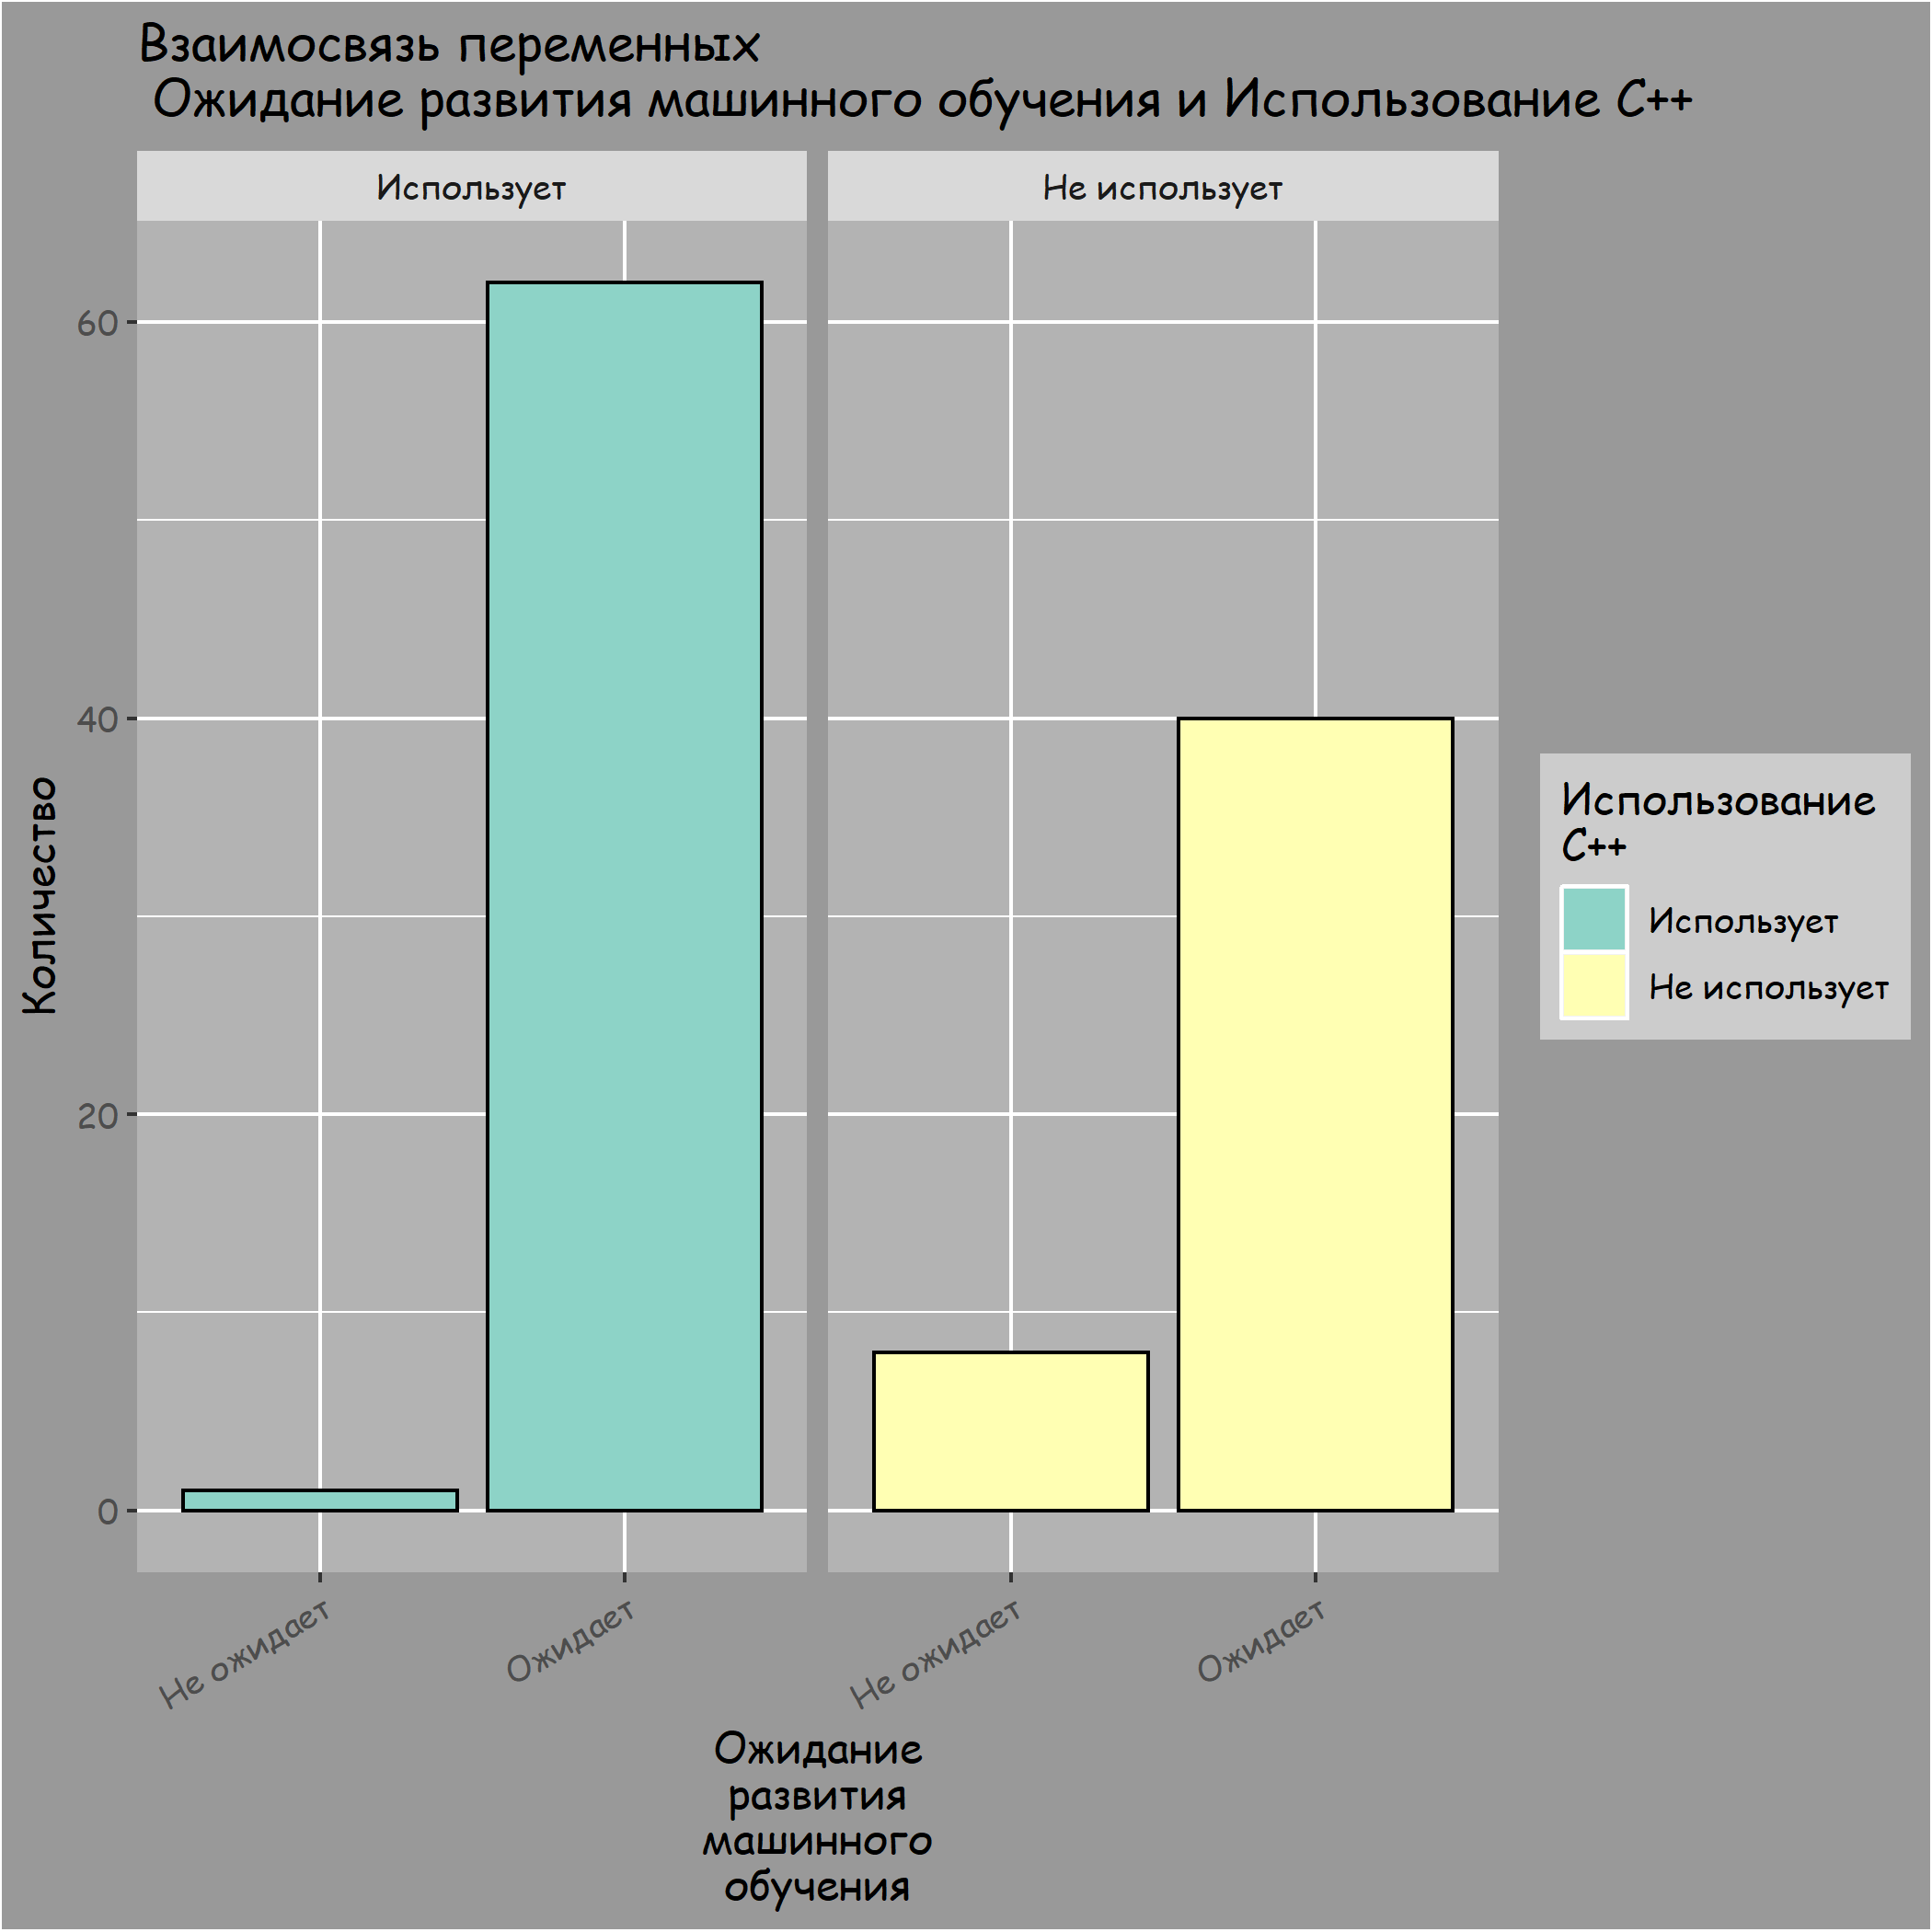 Взаимосвязь переменных
Ожидание развития машинного обучения и Использование C++
Использует
Не использует
60
40
20
0
Количество
Не ожидает
Ожидает
Не ожидает
Ожидает
Ожидание
развития
машинного
обучения
Использование
C++
Использует
Не использует